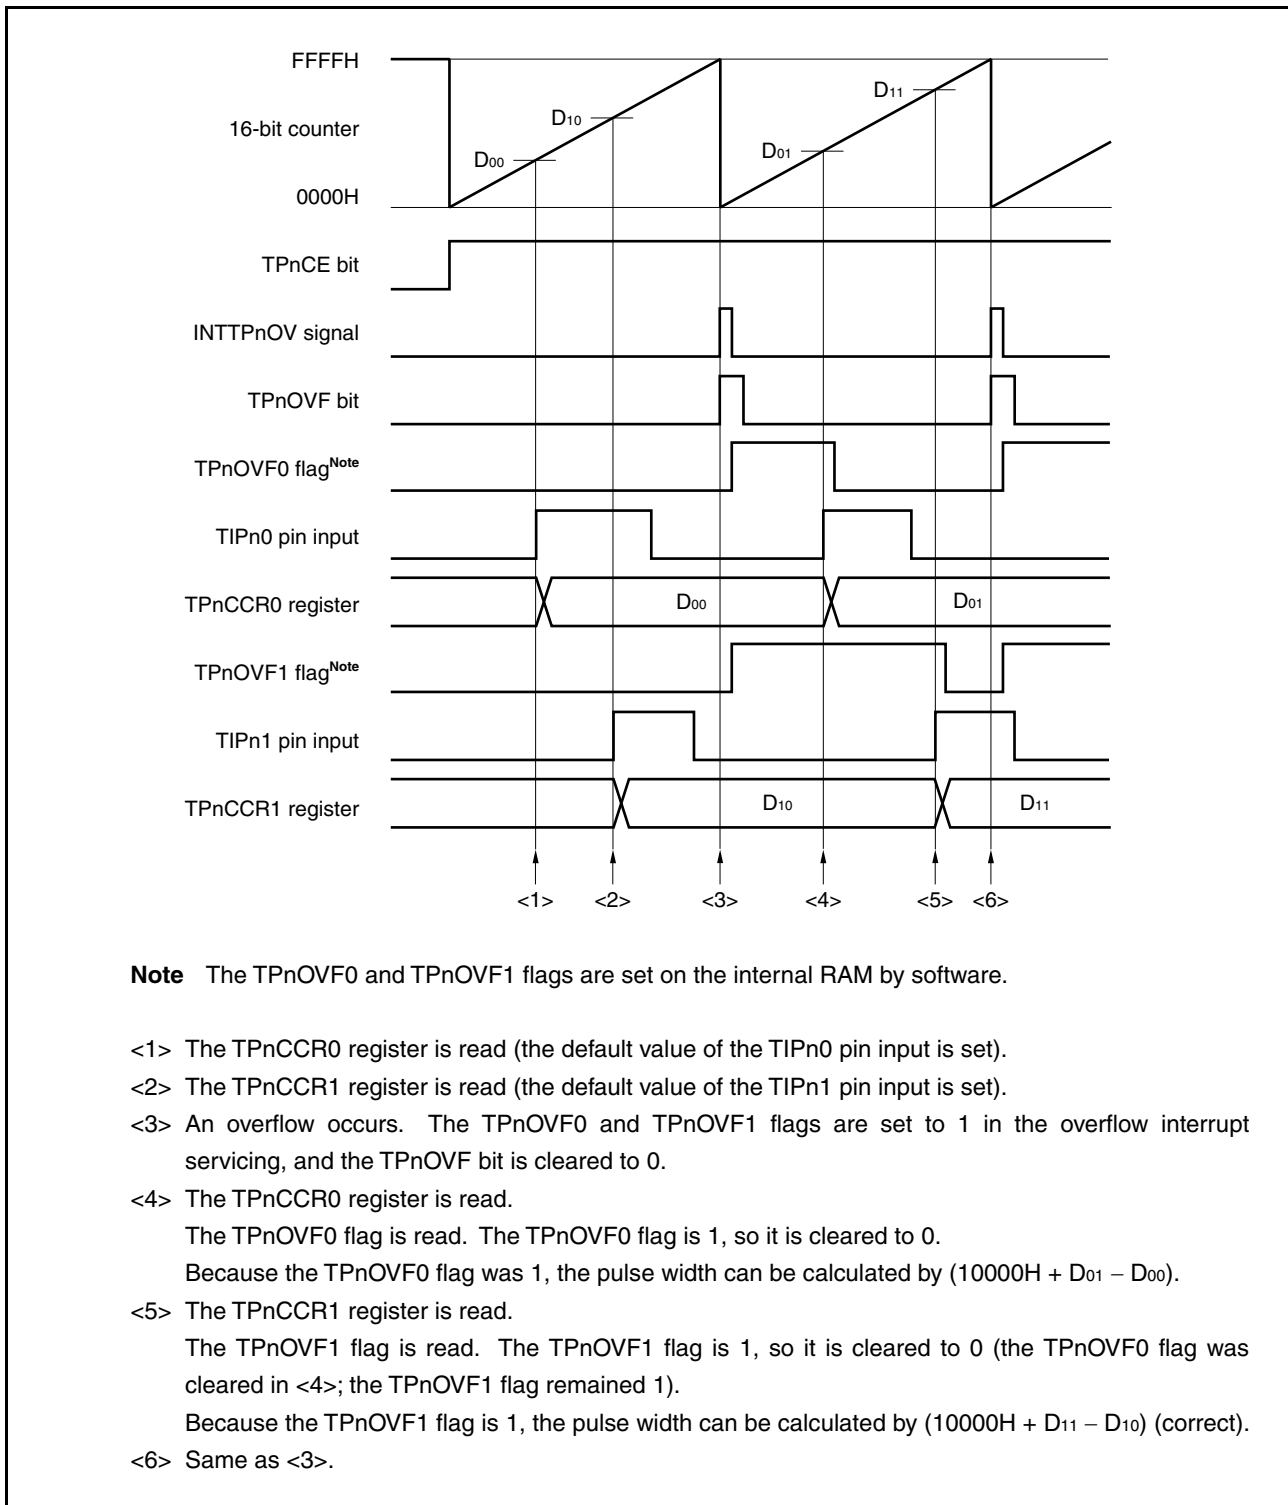 FFFFH
D10
D11
16-bit counter
D00
D01
0000H
TPnCE bit
INTTPnOV signal
TPnOVF bit
TPnOVF0 flagNote
TIPn0 pin input
TPnCCR0 register
D00
D01
TPnOVF1 flagNote
TIPn1 pin input
TPnCCR1 register
D10
D11
<1> <2> <3> <4> <5> <6>
Note The TPnOVF0 and TPnOVF1 flags are set on the internal RAM by software.
<1> The TPnCCR0 register is read (the default value of the TIPn0 pin input is set).
<2> The TPnCCR1 register is read (the default value of the TIPn1 pin input is set).
<3> An overflow occurs. The TPnOVF0 and TPnOVF1 flags are set to 1 in the overflow interrupt
servicing, and the TPnOVF bit is cleared to 0.
<4> The TPnCCR0 register is read.
The TPnOVF0 flag is read. The TPnOVF0 flag is 1, so it is cleared to 0.
Because the TPnOVF0 flag was 1, the pulse width can be calculated by (10000H + D01 − D00).
<5> The TPnCCR1 register is read.
The TPnOVF1 flag is read. The TPnOVF1 flag is 1, so it is cleared to 0 (the TPnOVF0 flag was
cleared in <4>; the TPnOVF1 flag remained 1).
Because the TPnOVF1 flag is 1, the pulse width can be calculated by (10000H + D11 − D10) (correct).
<6> Same as <3>.